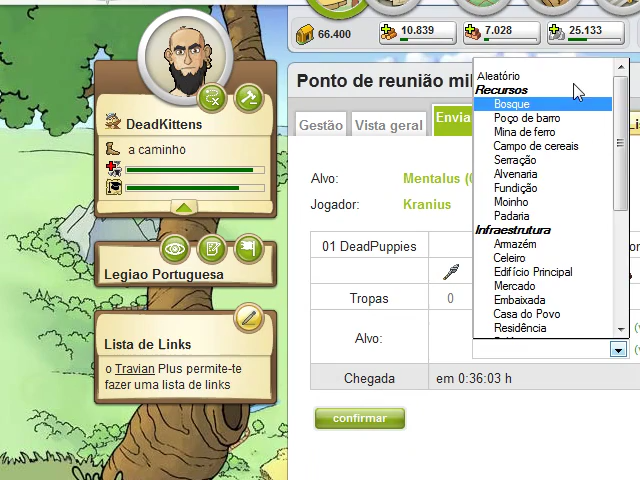 66.400
10.839
7.028
25.133
DeadKittens
a caminho
Legiao Portuguesa
Lista de Links
o Travian Plus permite-te
fazer uma lista de links
Ponto de reunião mil
Gestão
Vista geral
Envia
Alvo:
Mentalus (0
Jogador:
Kranius
01 DeadPuppies
Tropas
0
Alvo:
Chegada
em 0:36:03 h
confirmar
Aleatório
Recursos
Bosque
Poço de barro
Mina de ferro
Campo de cereais
Serração
Alvenaria
Fundição
Moinho
Padaria
Infraestrutura
Armazém
Celeiro
Edifício Principal
Mercado
Embaixada
Casa do Povo
Residência